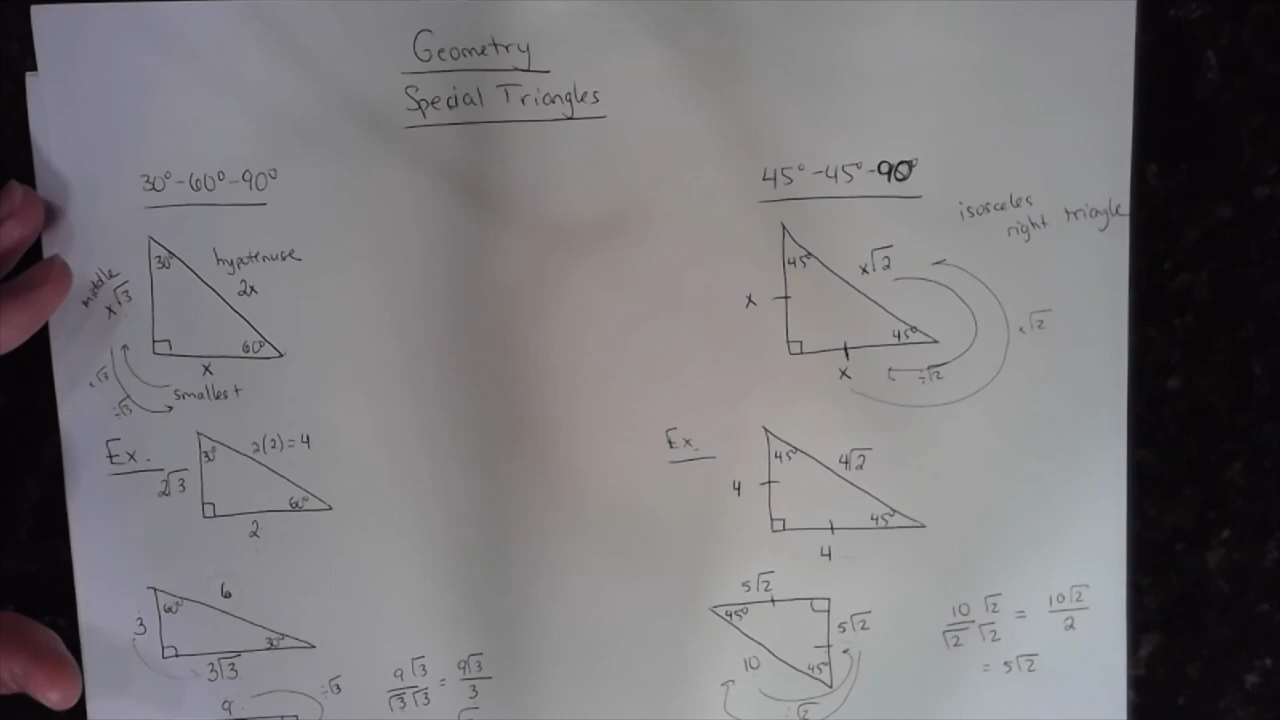 Geometry
Special Triangles
30°-60°-90°
30°
hypotenuse
2x
middle
x√3
60°
x
smallest
·√3
÷√3
Ex.
30°
2(2)=4
2√3
60°
2
60°
6
3
30°
3√3
9
÷√3
9√3/√3√3 = 9√3/3
45°-45°-90°
isosceles
right triangle
45°
x√2
x
45°
x
÷√2
·√2
Ex.
45°
4√2
4
45°
4
5√2
45°
5√2
10
45°
÷√2
10/√2 √2/√2 = 10√2/2
= 5√2